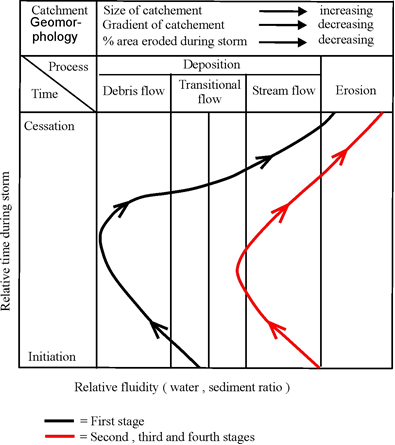 Catchment
Geomor-
phology
Size of catchement increasing
Gradient of catchement decreasing
% area eroded during storm decreasing
Process
Time
Deposition
Debris flow
Transitional
flow
Stream flow
Erosion
Cessation
Relative time during storm
Initiation
Relative fluidity ( water , sediment ratio )
= First stage
= Second , third and fourth stages